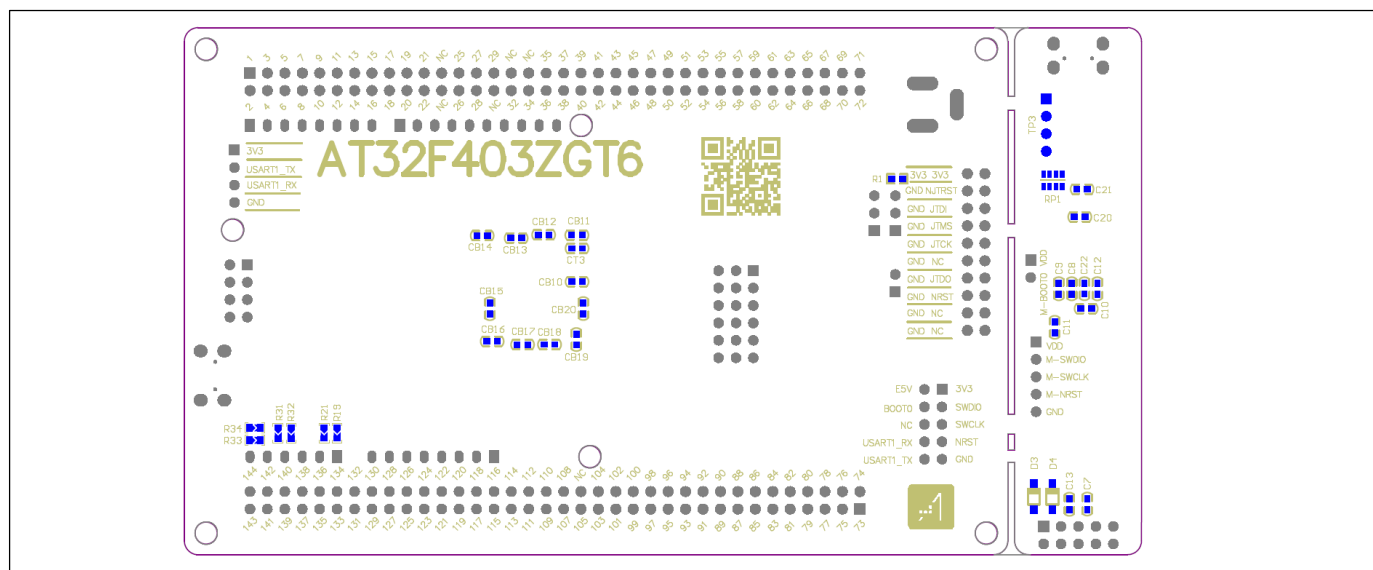 1 3 5 7 9 11 13 15 17 19 21 NC 25 27 29 NC NC 35 37 39 41 43 45 47 49 51 53 55 57 59 61 63 65 67 69 71
2 4 6 8 10 12 14 16 18 20 22 NC 26 28 NC 32 34 36 38 40 42 44 46 48 50 52 54 56 58 60 62 64 66 68 70 72
3V3
USART1_TX
USART1_RX
GND
AT32F403ZGT6
CB14
CB13
CB12
CB11
CT3
CB10
CB15
CB20
CB16
CB17
CB18
CB19
R1
3V3 3V3
GND NJTRST
GND JTDI
GND JTMS
GND JTCK
GND NC
GND JTDO
GND NRST
GND NC
GND NC
TP3
RP1
C21
C20
VDD
M-BOOT0
C9
C8
C22
C12
C10
C11
VDD
M-SWDIO
M-SWCLK
M-NRST
GND
E5V 3V3
BOOT0 SWDIO
NC SWCLK
USART1_RX NRST
USART1_TX GND
R34
R33
R31
R32
R21
R19
D3
D4
C13
C7
144 142 140 138 136 134 132 130 128 126 124 122 120 118 116 114 112 110 108 NC 104 102 100 98 96 94 92 90 88 86 84 82 80 78 76 74
143 141 139 137 135 133 131 129 127 125 123 121 119 117 115 113 111 109 107 105 103 101 99 97 95 93 91 89 87 85 83 81 79 77 75 73